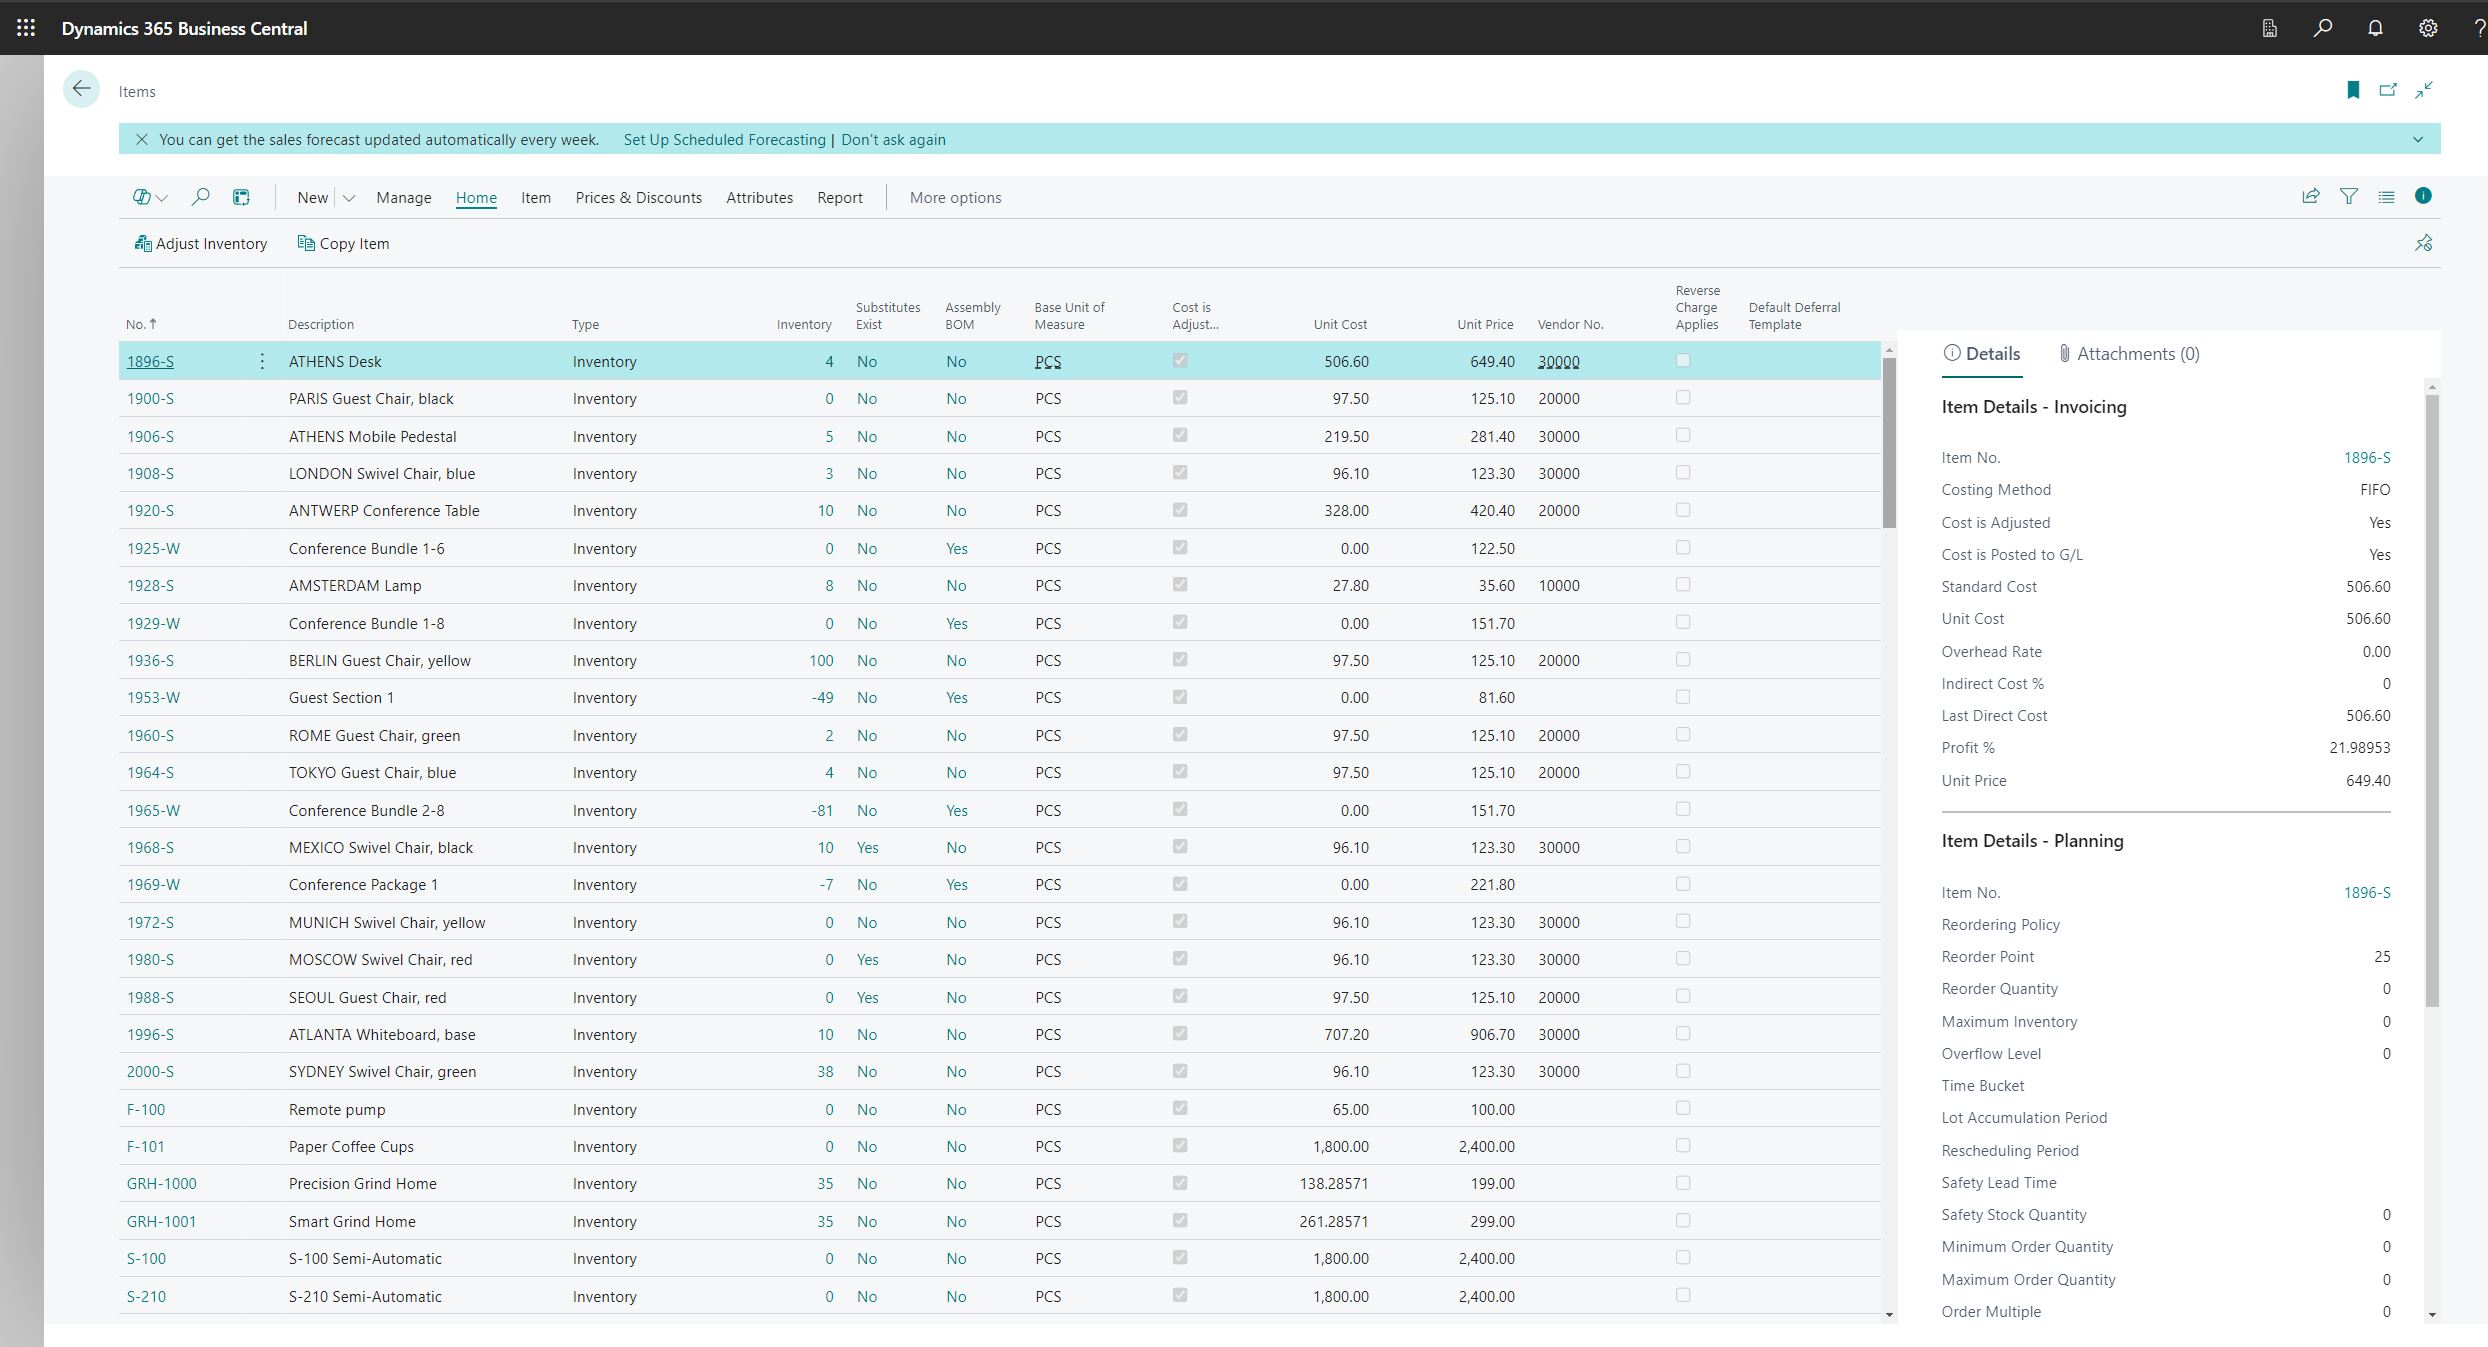 Dynamics 365 Business Central
?
Items
You can get the sales forecast updated automatically every week. Set Up Scheduled Forecasting | Don't ask again
New Manage Home Item Prices & Discounts Attributes Report More options
Adjust Inventory Copy Item
No. ↑ Description Type Inventory Substitutes Exist Assembly BOM Base Unit of Measure Cost is Adjust... Unit Cost Unit Price Vendor No. Reverse Charge Applies Default Deferral Template
1896-S ATHENS Desk Inventory 4 No No PCS 506.60 649.40 30000
1900-S PARIS Guest Chair, black Inventory 0 No No PCS 97.50 125.10 20000
1906-S ATHENS Mobile Pedestal Inventory 5 No No PCS 219.50 281.40 30000
1908-S LONDON Swivel Chair, blue Inventory 3 No No PCS 96.10 123.30 30000
1920-S ANTWERP Conference Table Inventory 10 No No PCS 328.00 420.40 20000
1925-W Conference Bundle 1-6 Inventory 0 No Yes PCS 0.00 122.50
1928-S AMSTERDAM Lamp Inventory 8 No No PCS 27.80 35.60 10000
1929-W Conference Bundle 1-8 Inventory 0 No Yes PCS 0.00 151.70
1936-S BERLIN Guest Chair, yellow Inventory 100 No No PCS 97.50 125.10 20000
1953-W Guest Section 1 Inventory -49 No Yes PCS 0.00 81.60
1960-S ROME Guest Chair, green Inventory 2 No No PCS 97.50 125.10 20000
1964-S TOKYO Guest Chair, blue Inventory 4 No No PCS 97.50 125.10 20000
1965-W Conference Bundle 2-8 Inventory -81 No Yes PCS 0.00 151.70
1968-S MEXICO Swivel Chair, black Inventory 10 Yes No PCS 96.10 123.30 30000
1969-W Conference Package 1 Inventory -7 No Yes PCS 0.00 221.80
1972-S MUNICH Swivel Chair, yellow Inventory 0 No No PCS 96.10 123.30 30000
1980-S MOSCOW Swivel Chair, red Inventory 0 Yes No PCS 96.10 123.30 30000
1988-S SEOUL Guest Chair, red Inventory 0 Yes No PCS 97.50 125.10 20000
1996-S ATLANTA Whiteboard, base Inventory 10 No No PCS 707.20 906.70 30000
2000-S SYDNEY Swivel Chair, green Inventory 38 No No PCS 96.10 123.30 30000
F-100 Remote pump Inventory 0 No No PCS 65.00 100.00
F-101 Paper Coffee Cups Inventory 0 No No PCS 1,800.00 2,400.00
GRH-1000 Precision Grind Home Inventory 35 No No PCS 138.28571 199.00
GRH-1001 Smart Grind Home Inventory 35 No No PCS 261.28571 299.00
S-100 S-100 Semi-Automatic Inventory 0 No No PCS 1,800.00 2,400.00
S-210 S-210 Semi-Automatic Inventory 0 No No PCS 1,800.00 2,400.00
Details Attachments (0)
Item Details - Invoicing
Item No. 1896-S
Costing Method FIFO
Cost is Adjusted Yes
Cost is Posted to G/L Yes
Standard Cost 506.60
Unit Cost 506.60
Overhead Rate 0.00
Indirect Cost % 0
Last Direct Cost 506.60
Profit % 21.98953
Unit Price 649.40
Item Details - Planning
Item No. 1896-S
Reordering Policy
Reorder Point 25
Reorder Quantity 0
Maximum Inventory 0
Overflow Level 0
Time Bucket
Lot Accumulation Period
Rescheduling Period
Safety Lead Time
Safety Stock Quantity 0
Minimum Order Quantity 0
Maximum Order Quantity 0
Order Multiple 0